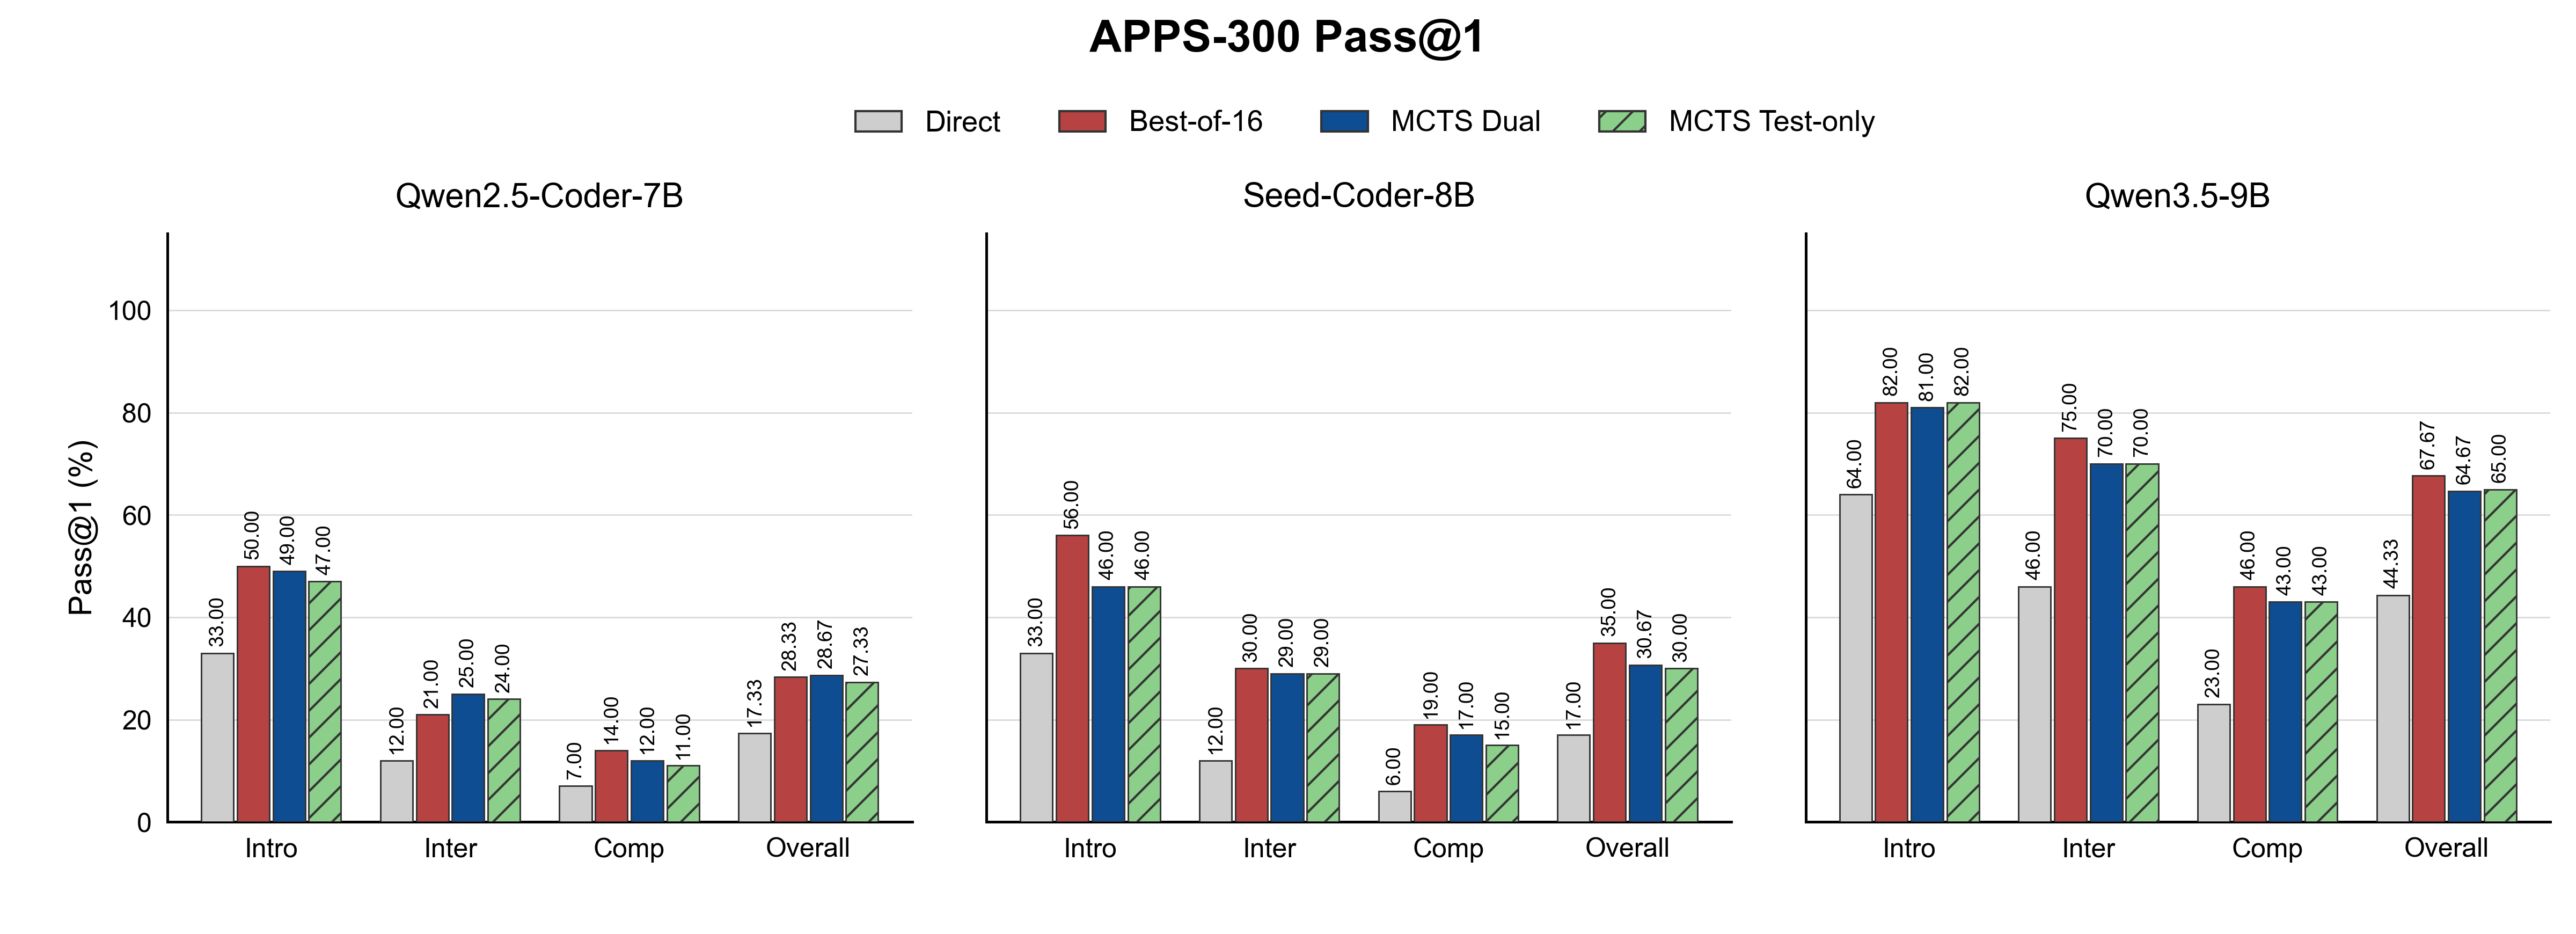 APPS-300 Pass@1
Direct
Best-of-16
MCTS Dual
MCTS Test-only
Qwen2.5-Coder-7B
Pass@1 (%)
100
80
60
40
20
0
33.00
50.00
49.00
47.00
12.00
21.00
25.00
24.00
7.00
14.00
12.00
11.00
17.33
28.33
28.67
27.33
Intro
Inter
Comp
Overall
Seed-Coder-8B
33.00
56.00
46.00
46.00
12.00
30.00
29.00
29.00
6.00
19.00
17.00
15.00
17.00
35.00
30.67
30.00
Intro
Inter
Comp
Overall
Qwen3.5-9B
64.00
82.00
81.00
82.00
46.00
75.00
70.00
70.00
23.00
46.00
43.00
43.00
44.33
67.67
64.67
65.00
Intro
Inter
Comp
Overall